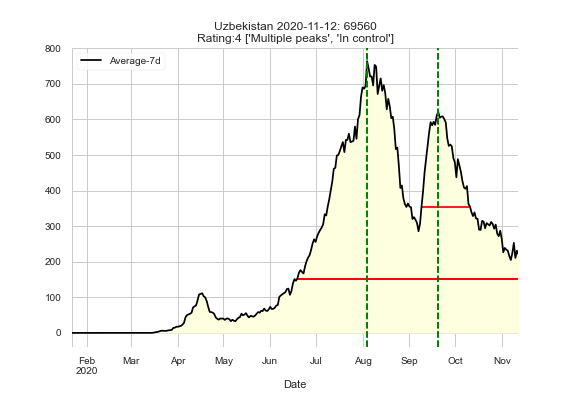 Uzbekistan 2020-11-12: 69560
Rating:4 ['Multiple peaks', 'In control']
Average-7d
800
700
600
500
400
300
200
100
0
Feb Mar Apr May Jun Jul Aug Sep Oct Nov
2020
Date